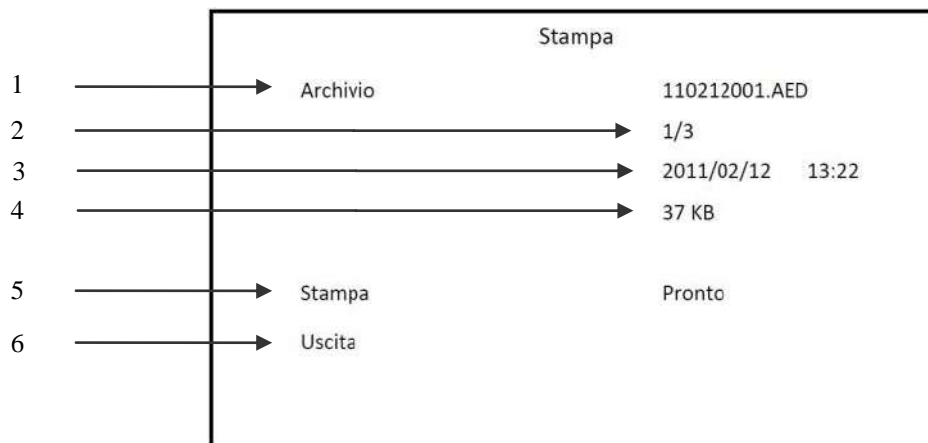 Stampa
1 Archivio 110212001.AED
2 1/3
3 2011/02/12 13:22
4 37 KB
5 Stampa Pronto
6 Uscita